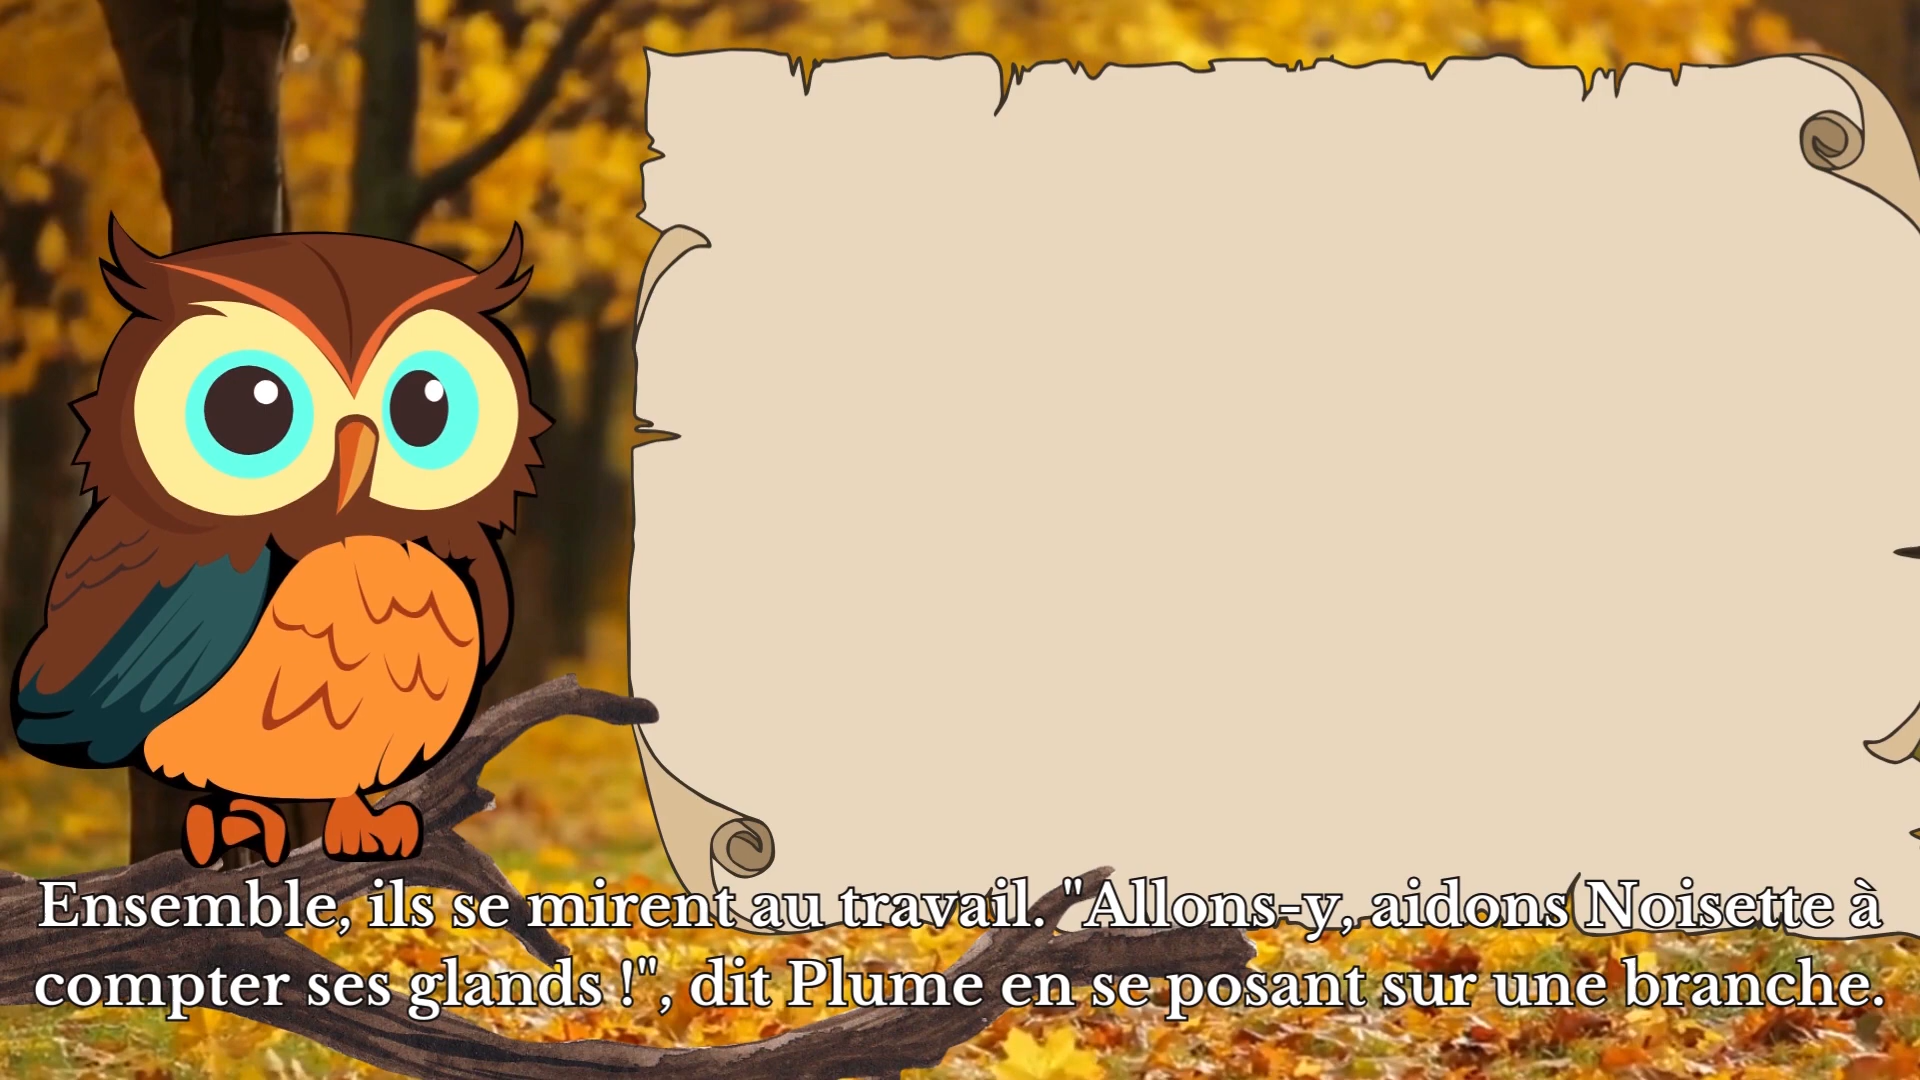 Ensemble, ils se mirent au travail. "Allons-y, aidons Noisette à
compter ses glands !", dit Plume en se posant sur une branche.